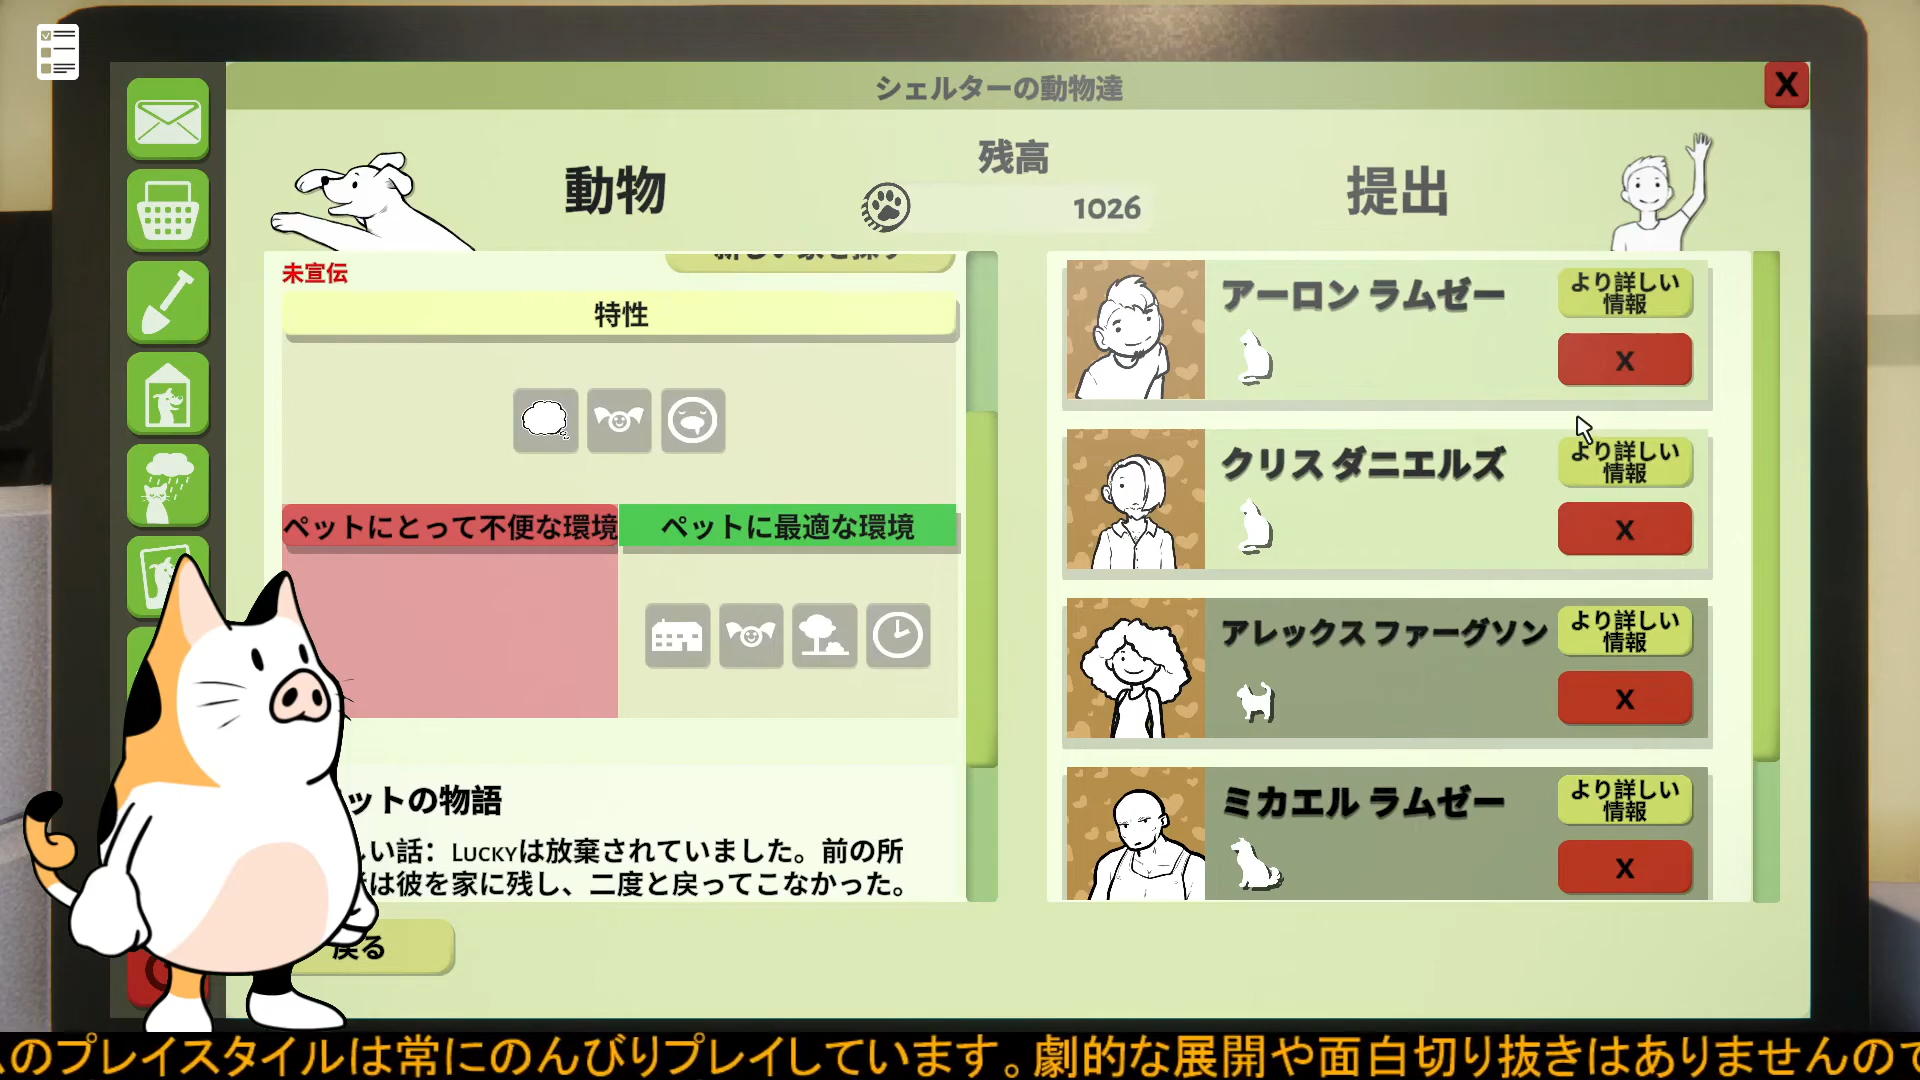 シェルターの動物達
X
動物
残高
1026
提出
未宣伝
新しい家を探す
特性
ペットにとって不便な環境
ペットに最適な環境
ットの物語
い話：LUCKYは放棄されていました。前の所
は彼を家に残し、二度と戻ってこなかった。
戻る
アーロン ラムゼー
より詳しい
情報
X
クリス ダニエルズ
より詳しい
情報
X
アレックス ファーグソン
より詳しい
情報
X
ミカエル ラムゼー
より詳しい
情報
X
のプレイスタイルは常にのんびりプレイしています。劇的な展開や面白切り抜きはありませんので